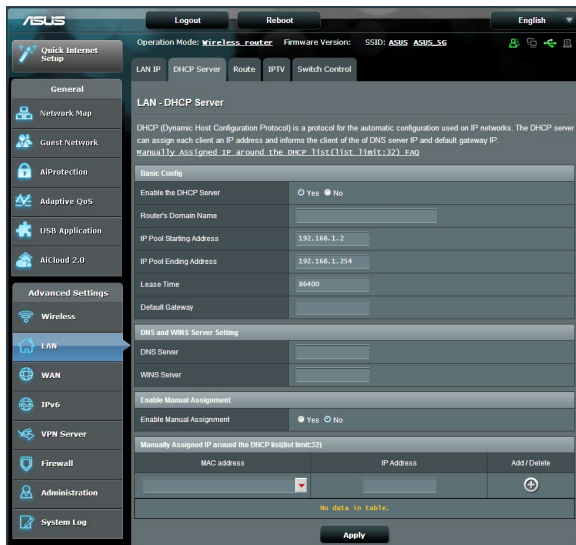 ASUS
Logout
Reboot
English
Quick Internet Setup
Operation Mode: Wireless router Firmware Version: SSID: ASUS ASUS_5G
LAN IP
DHCP Server
Route
IPTV
Switch Control
General
Network Map
Guest Network
AiProtection
Adaptive QoS
USB Application
AiCloud 2.0
Advanced Settings
Wireless
LAN
WAN
IPv6
VPN Server
Firewall
Administration
System Log
LAN - DHCP Server
DHCP (Dynamic Host Configuration Protocol) is a protocol for the automatic configuration used on IP networks. The DHCP server
can assign each client an IP address and informs the client of the of DNS server IP and default gateway IP.
Manually Assigned IP around the DHCP list(list limit:32) FAQ
Basic Config
Enable the DHCP Server Yes No
Router's Domain Name
IP Pool Starting Address 192.168.1.2
IP Pool Ending Address 192.168.1.254
Lease Time 86400
Default Gateway
DNS and WINS Server Setting
DNS Server
WINS Server
Enable Manual Assignment
Enable Manual Assignment Yes No
Manually Assigned IP around the DHCP list(list limit:32)
MAC address IP Address Add / Delete
No data in table.
Apply